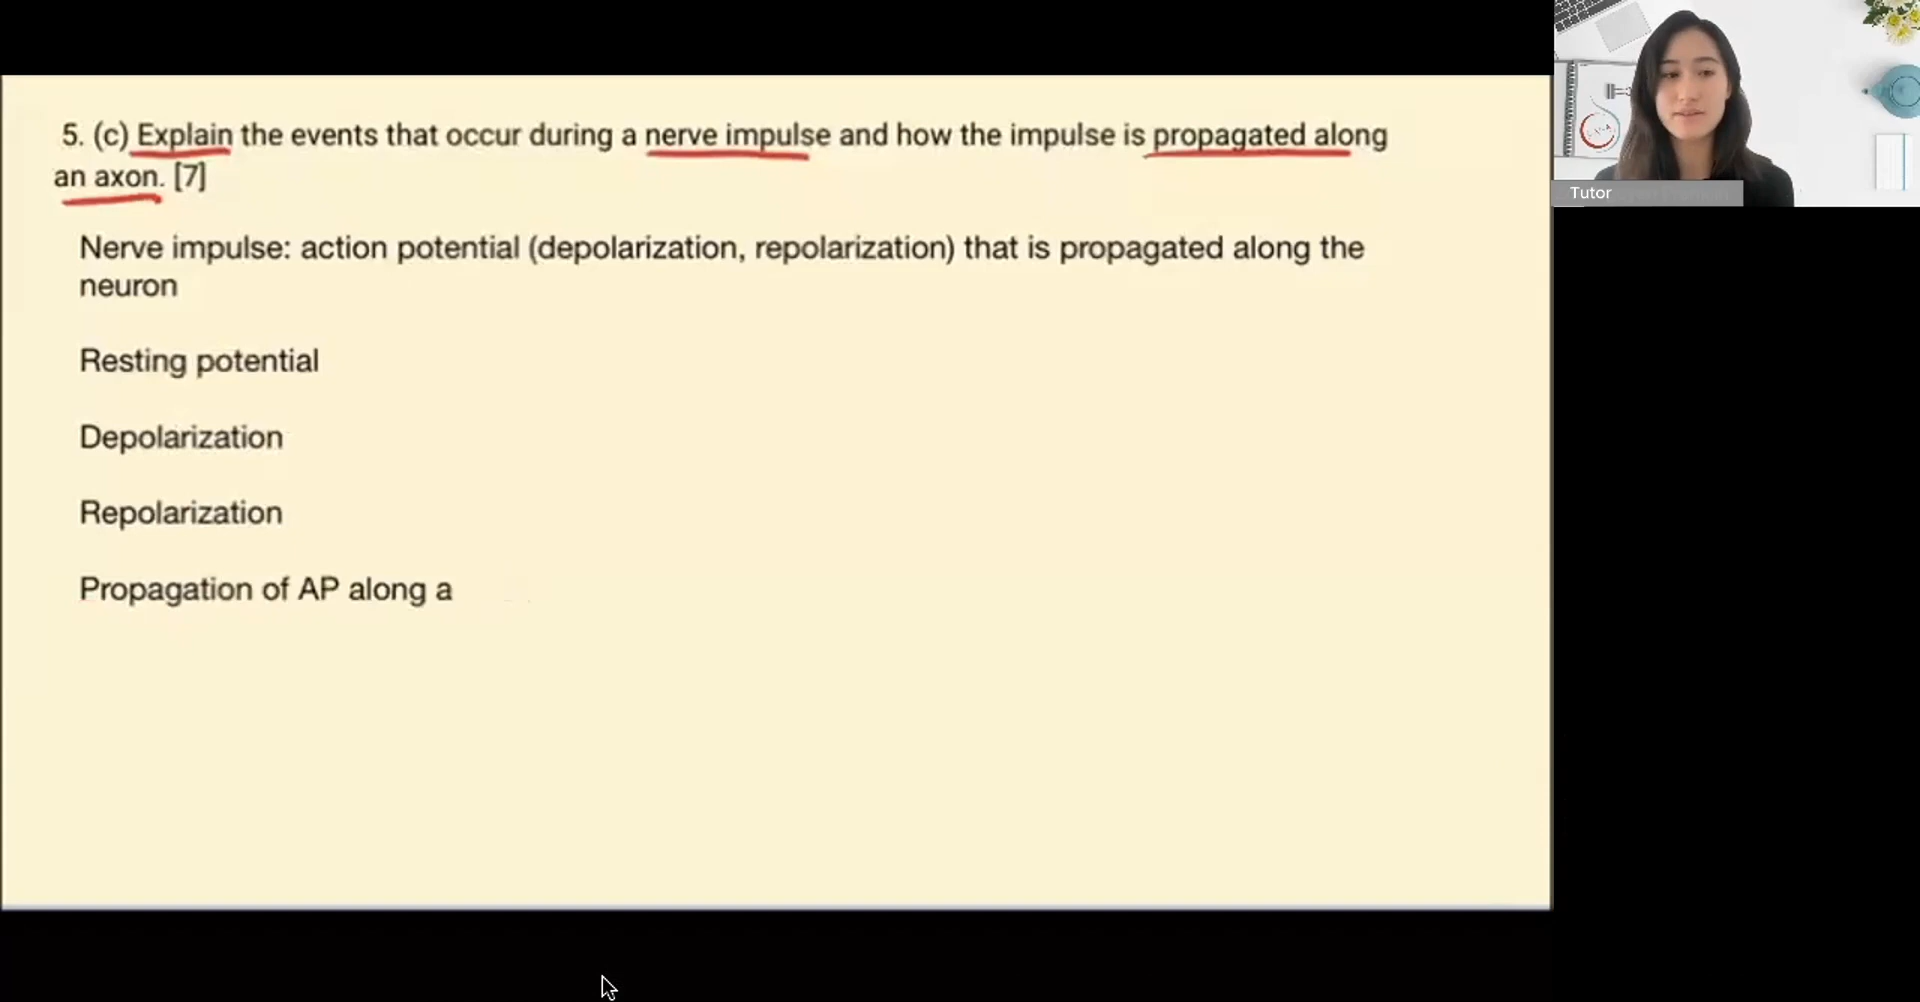 5. (c) Explain the events that occur during a nerve impulse and how the impulse is propagated along
an axon. [7]
Nerve impulse: action potential (depolarization, repolarization) that is propagated along the
neuron
Resting potential
Depolarization
Repolarization
Propagation of AP along a
Tutor